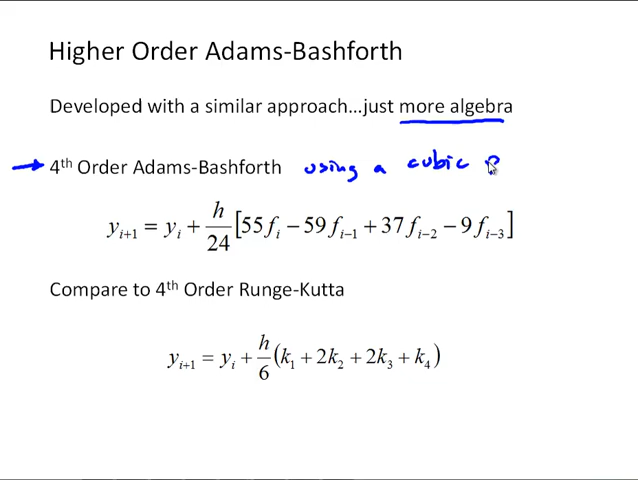 Higher Order Adams-Bashforth
Developed with a similar approach…just more algebra
4th Order Adams-Bashforth using a cubic
y_{i+1} = y_i + h/24 [55f_i − 59f_{i−1} + 37f_{i−2} − 9f_{i−3}]
Compare to 4th Order Runge-Kutta
y_{i+1} = y_i + h/6 (k_1 + 2k_2 + 2k_3 + k_4)